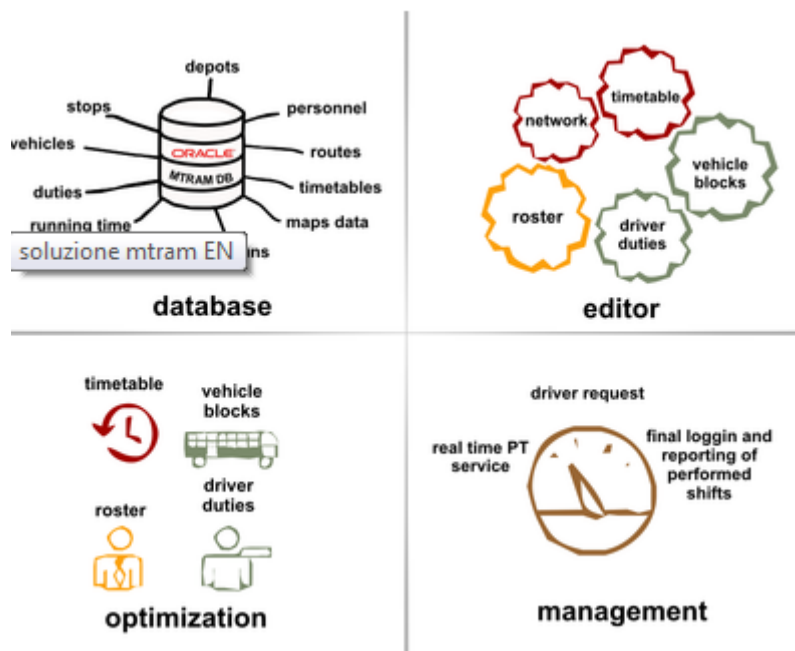 depots
stops
personnel
ORACLE
vehicles
routes
MTRAM DB
duties
timetables
running time
maps data
soluzione mtram EN
database
timetable
network
vehicle
blocks
roster
driver
duties
editor
timetable
vehicle
blocks
roster
driver
duties
optimization
driver request
real time PT
service
final loggin and
reporting of
performed
shifts
management